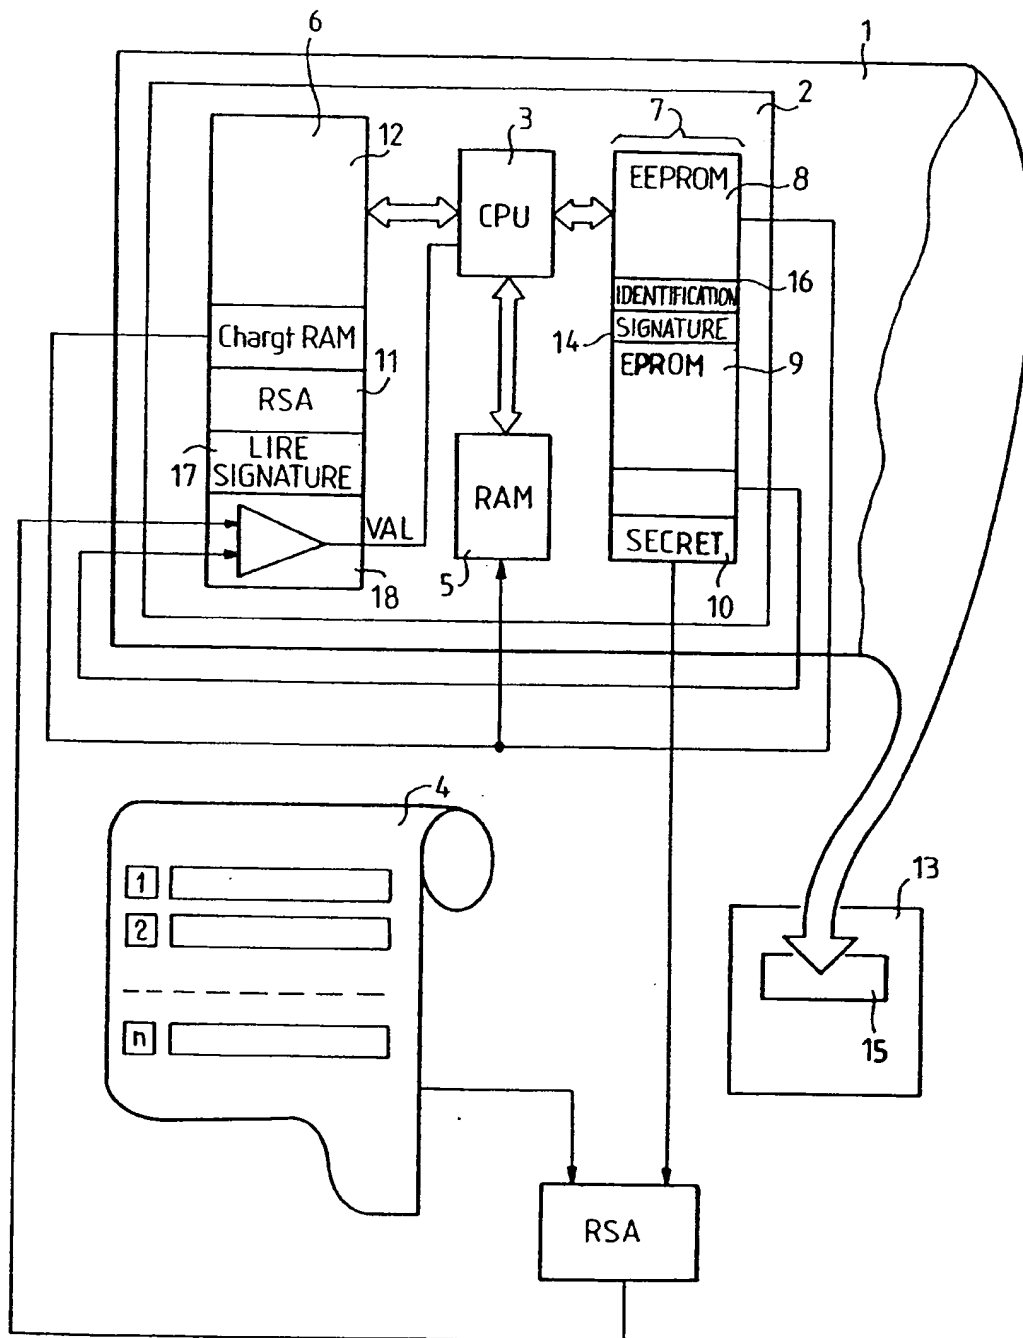 6
1
2
12
3
7
CPU
EEPROM
8
IDENTIFICATION
16
SIGNATURE
14
EPROM
9
Chargt RAM
11
RSA
17
LIRE
SIGNATURE
VAL
RAM
5
SECRET
10
18
4
1
2
n
13
15
RSA